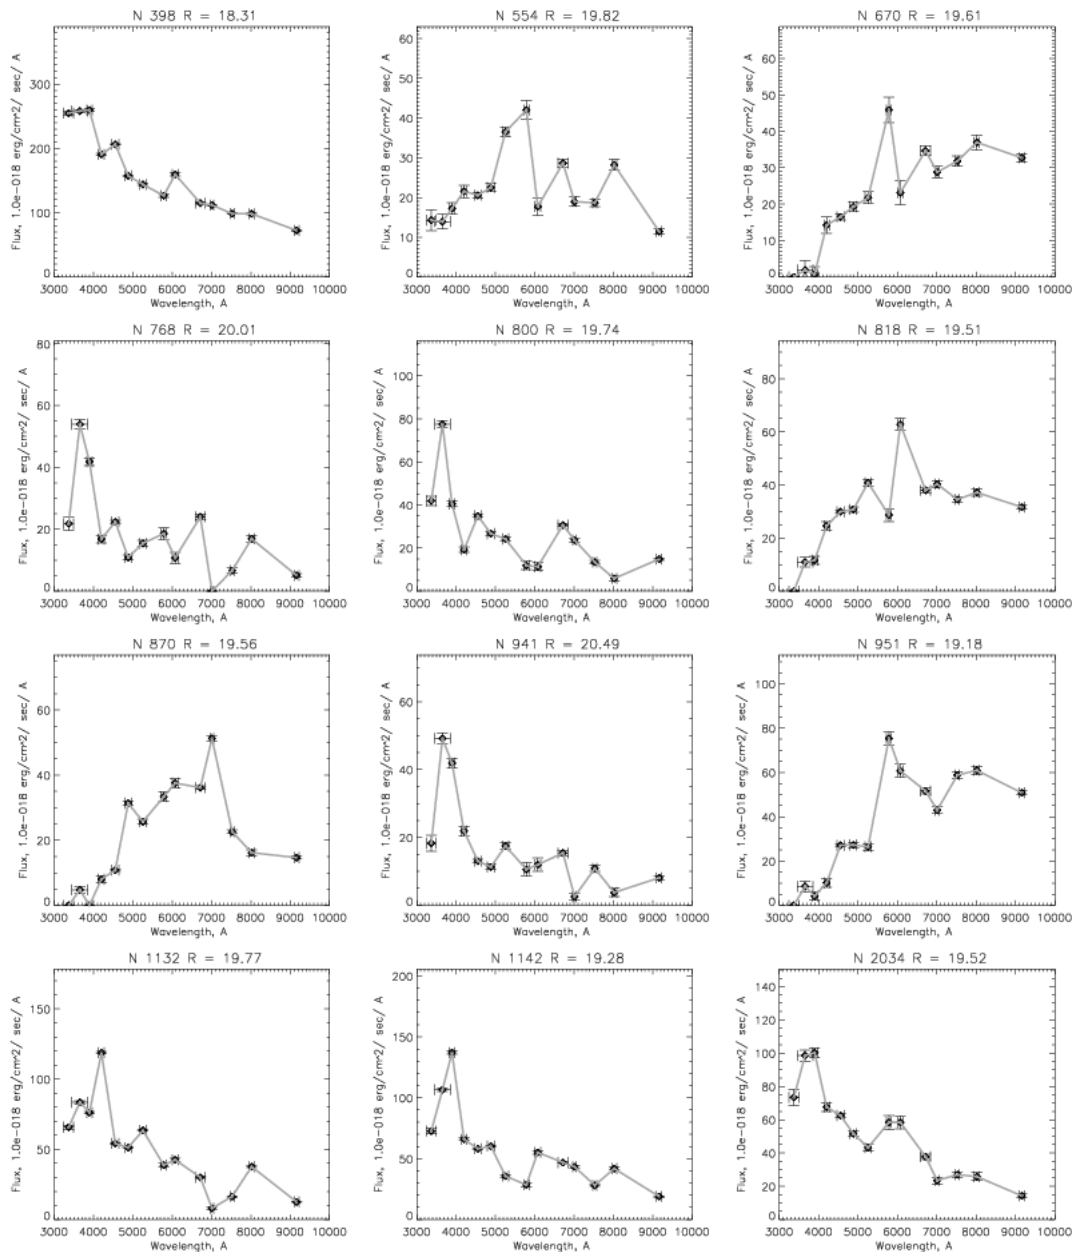 N 398 R = 18.31
N 554 R = 19.82
N 670 R = 19.61
Flux, 1.0e-018 erg/cm^2/ sec/ A
300
200
100
0
Flux, 1.0e-018 erg/cm^2/ sec/ A
60
50
40
30
20
10
0
Flux, 1.0e-018 erg/cm^2/ sec/ A
60
50
40
30
20
10
0
3000 4000 5000 6000 7000 8000 9000 10000
3000 4000 5000 6000 7000 8000 9000 10000
3000 4000 5000 6000 7000 8000 9000 10000
Wavelength, A
Wavelength, A
Wavelength, A
N 768 R = 20.01
N 800 R = 19.74
N 818 R = 19.51
Flux, 1.0e-018 erg/cm^2/ sec/ A
80
60
40
20
0
Flux, 1.0e-018 erg/cm^2/ sec/ A
100
80
60
40
20
0
Flux, 1.0e-018 erg/cm^2/ sec/ A
80
60
40
20
0
3000 4000 5000 6000 7000 8000 9000 10000
3000 4000 5000 6000 7000 8000 9000 10000
3000 4000 5000 6000 7000 8000 9000 10000
Wavelength, A
Wavelength, A
Wavelength, A
N 870 R = 19.56
N 941 R = 20.49
N 951 R = 19.18
Flux, 1.0e-018 erg/cm^2/ sec/ A
60
40
20
0
Flux, 1.0e-018 erg/cm^2/ sec/ A
60
40
20
0
Flux, 1.0e-018 erg/cm^2/ sec/ A
100
80
60
40
20
0
3000 4000 5000 6000 7000 8000 9000 10000
3000 4000 5000 6000 7000 8000 9000 10000
3000 4000 5000 6000 7000 8000 9000 10000
Wavelength, A
Wavelength, A
Wavelength, A
N 1132 R = 19.77
N 1142 R = 19.28
N 2034 R = 19.52
Flux, 1.0e-018 erg/cm^2/ sec/ A
150
100
50
0
Flux, 1.0e-018 erg/cm^2/ sec/ A
200
150
100
50
0
Flux, 1.0e-018 erg/cm^2/ sec/ A
140
120
100
80
60
40
20
0
3000 4000 5000 6000 7000 8000 9000 10000
3000 4000 5000 6000 7000 8000 9000 10000
3000 4000 5000 6000 7000 8000 9000 10000
Wavelength, A
Wavelength, A
Wavelength, A